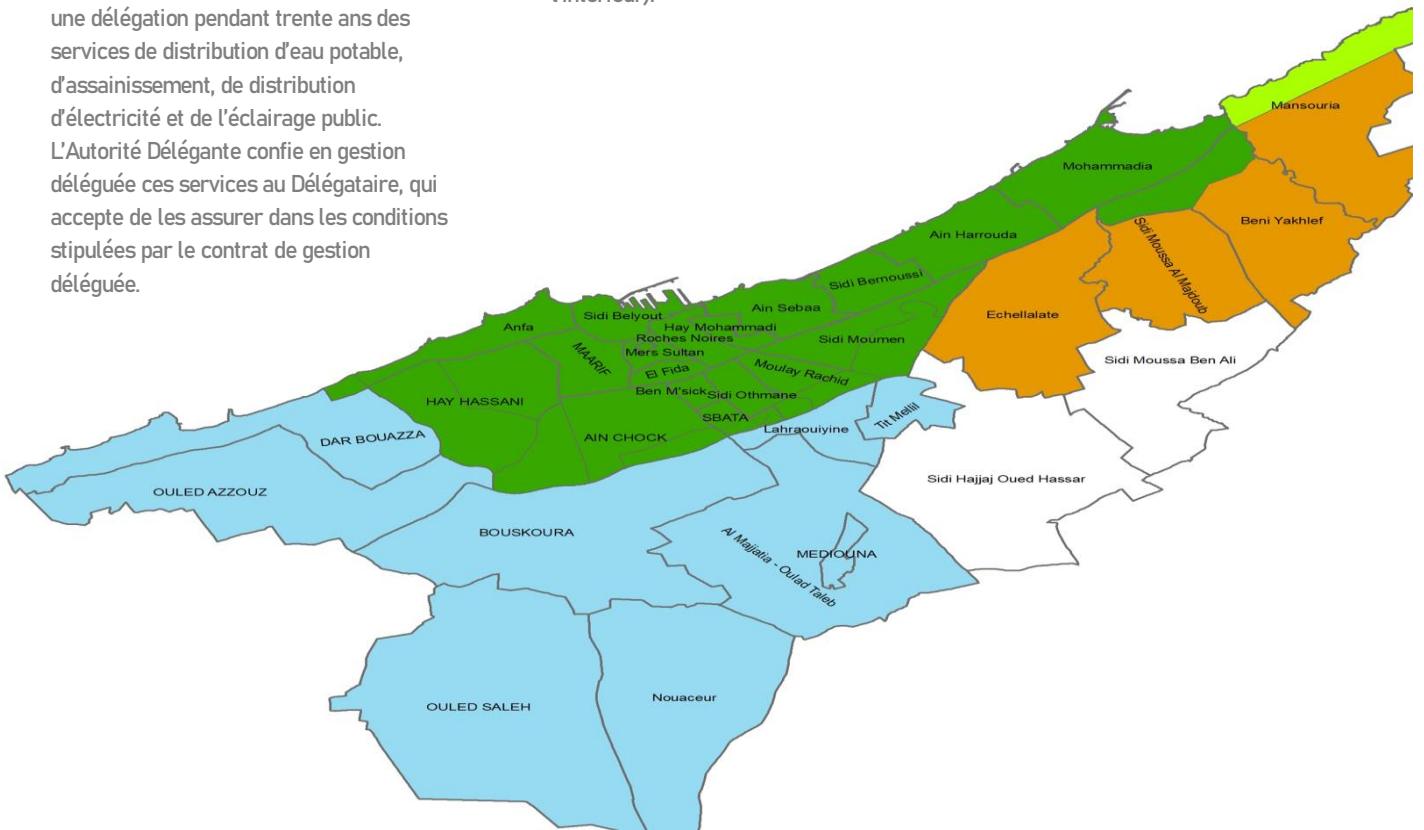 une délégation pendant trente ans des
services de distribution d'eau potable,
d'assainissement, de distribution
d'électricité et de l'éclairage public.
L'Autorité Délégante confie en gestion
déléguée ces services au Délégataire, qui
accepte de les assurer dans les conditions
stipulées par le contrat de gestion
déléguée.
Mansouria
Mohammadia
Beni Yakhlef
Sidi Moussa Al Majdoub
Ain Harrouda
Sidi Bernoussi
Echellalate
Ain Sebaa
Sidi Belyout
Anfa
Hay Mohammadi
Roches Noires
Sidi Moumen
MAARIF
Mers Sultan
Sidi Moussa Ben Ali
El Fida
Moulay Rachid
Ben M'sick
Sidi Othmane
HAY HASSANI
SBATA
Tit Mellil
Lahraouiyine
AIN CHOCK
DAR BOUAZZA
Sidi Hajjaj Oued Hassar
OULED AZZOUZ
BOUSKOURA
Al Majjatia - Oulad Taleb
MEDIOUNA
Nouaceur
OULED SALEH